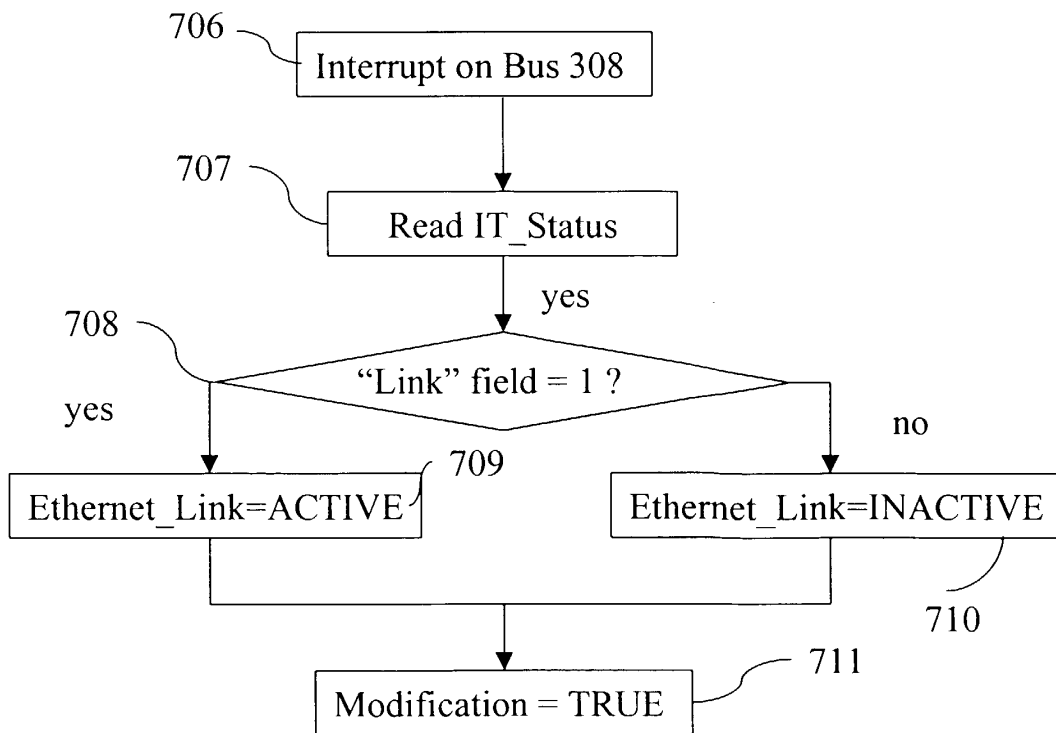 706
Interrupt on Bus 308
707
Read IT_Status
yes
708
“Link” field = 1 ?
yes
no
709
Ethernet_Link=ACTIVE
Ethernet_Link=INACTIVE
710
711
Modification = TRUE